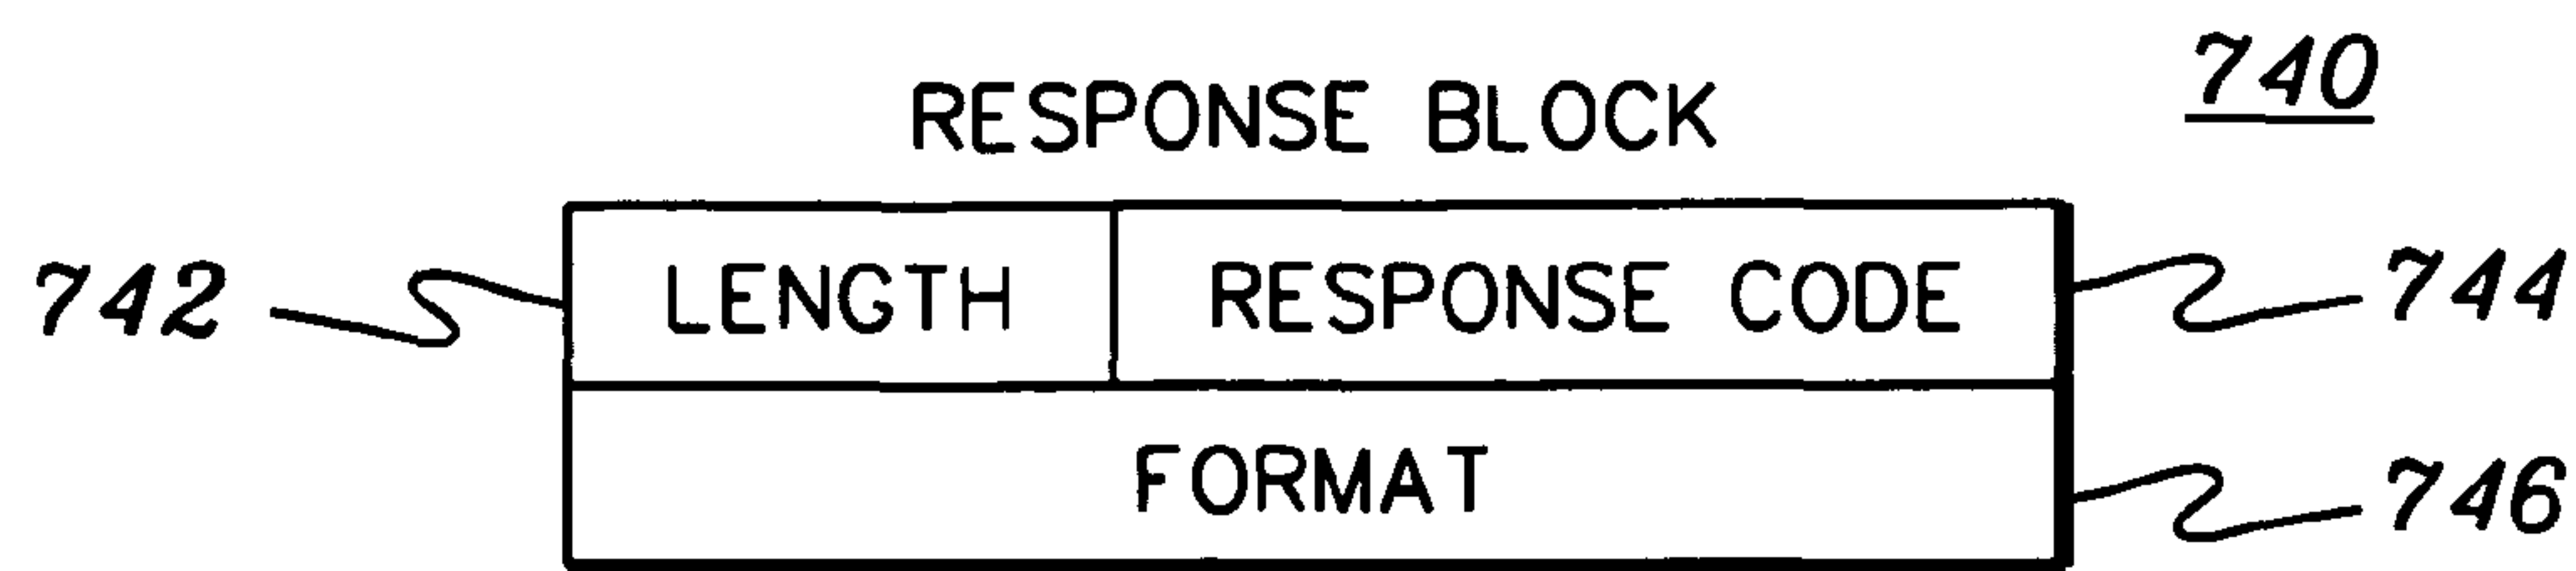 740
RESPONSE BLOCK
742 LENGTH RESPONSE CODE 744
FORMAT 746